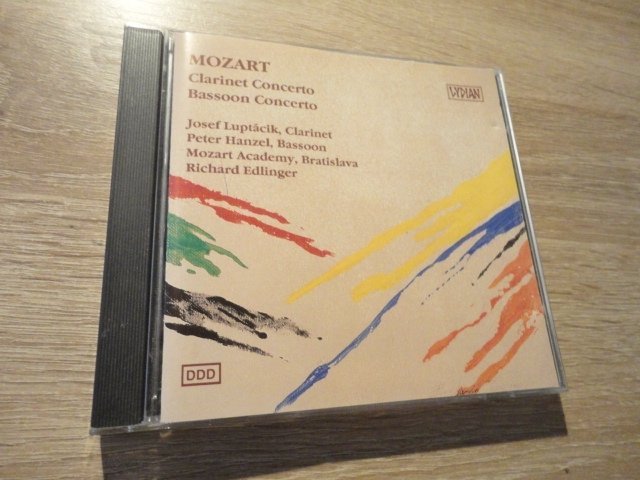 MOZART
Clarinet Concerto
Bassoon Concerto
LYDIAN
Josef Luptácik, Clarinet
Peter Hanzel, Bassoon
Mozart Academy, Bratislava
Richard Edlinger
DDD